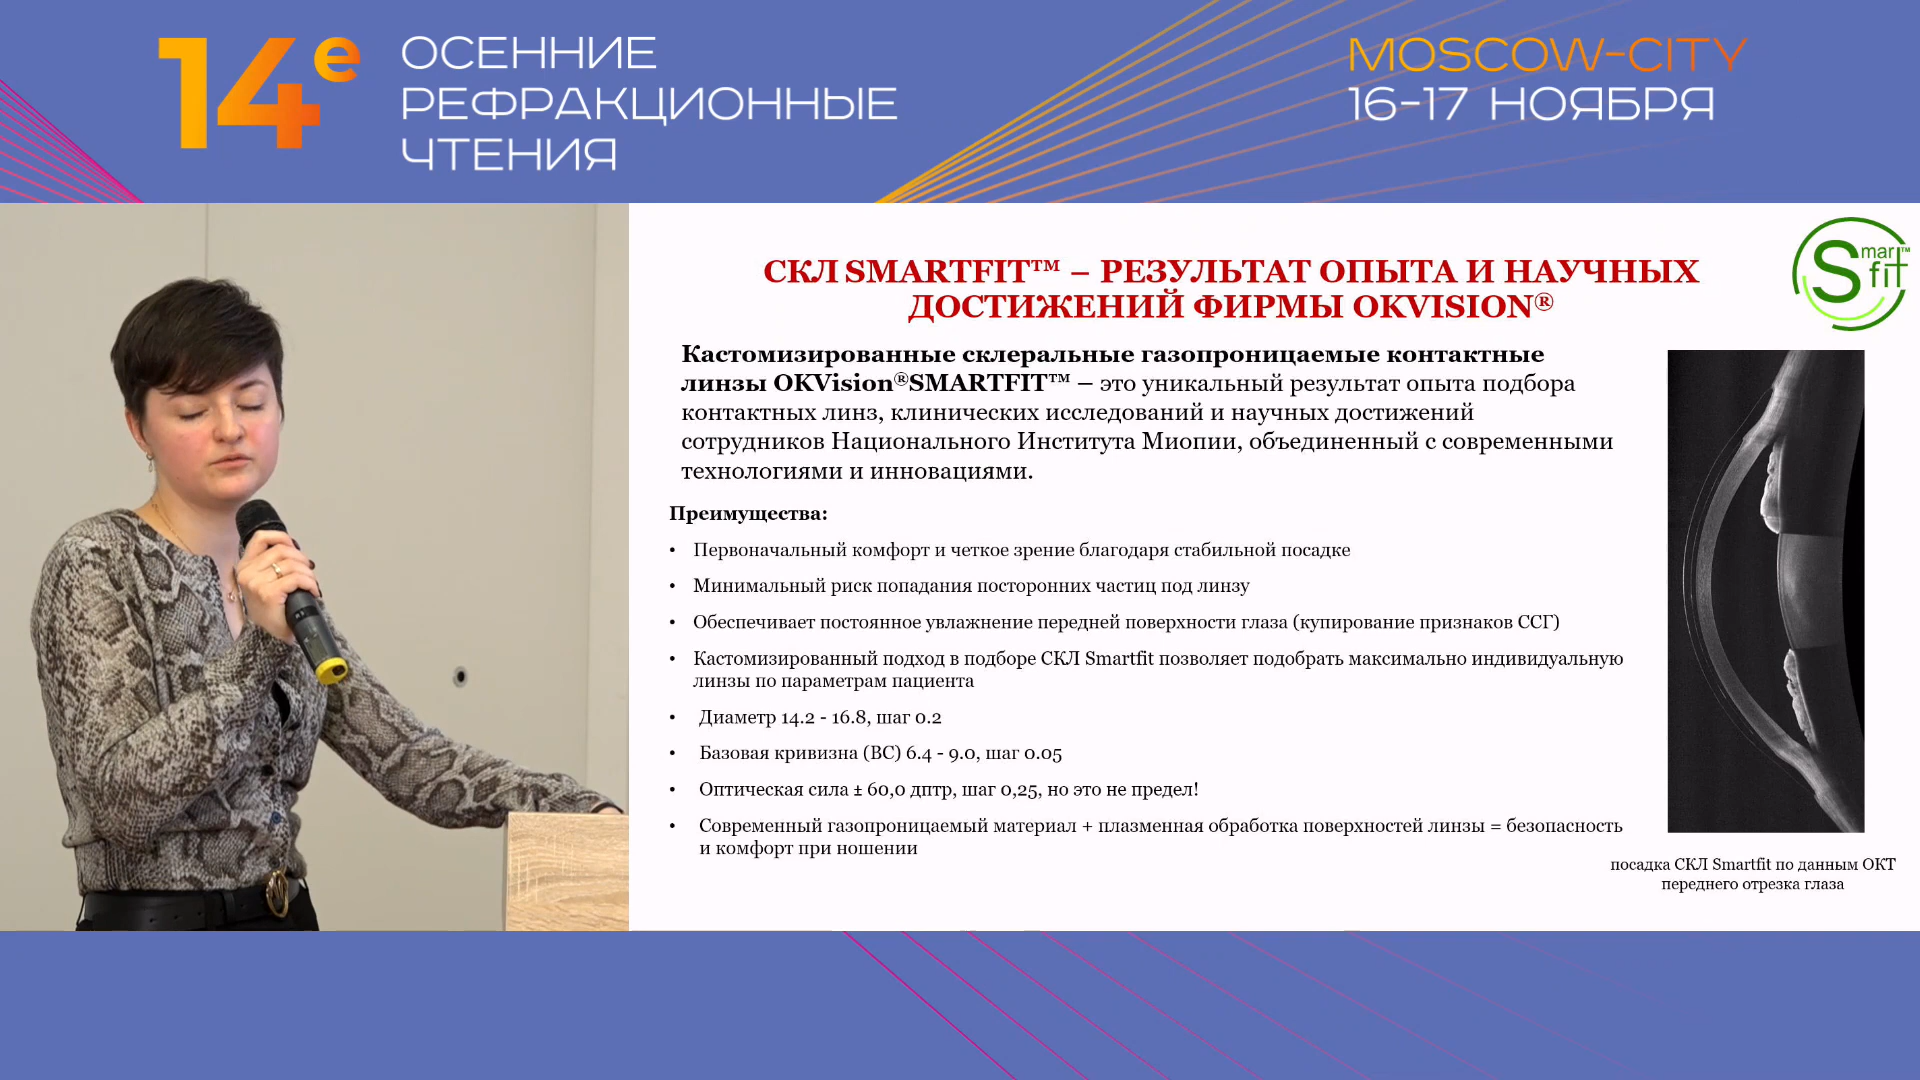 14е
ОСЕННИЕ
РЕФРАКЦИОННЫЕ
ЧТЕНИЯ
MOSCOW-CITY
16-17 НОЯБРЯ
СКЛ SMARTFIT™ – РЕЗУЛЬТАТ ОПЫТА И НАУЧНЫХ
ДОСТИЖЕНИЙ ФИРМЫ OKVISION®
Smart™
fit
Кастомизированные склеральные газопроницаемые контактные
линзы OKVision®SMARTFIT™ – это уникальный результат опыта подбора
контактных линз, клинических исследований и научных достижений
сотрудников Национального Института Миопии, объединенный с современными
технологиями и инновациями.
Преимущества:
• Первоначальный комфорт и четкое зрение благодаря стабильной посадке
• Минимальный риск попадания посторонних частиц под линзу
• Обеспечивает постоянное увлажнение передней поверхности глаза (купирование признаков ССГ)
• Кастомизированный подход в подборе СКЛ Smartfit позволяет подобрать максимально индивидуальную
линзы по параметрам пациента
• Диаметр 14.2 - 16.8, шаг 0.2
• Базовая кривизна (BC) 6.4 - 9.0, шаг 0.05
• Оптическая сила ± 60,0 дптр, шаг 0,25, но это не предел!
• Современный газопроницаемый материал + плазменная обработка поверхностей линзы = безопасность
и комфорт при ношении
посадка СКЛ Smartfit по данным ОКТ
переднего отрезка глаза